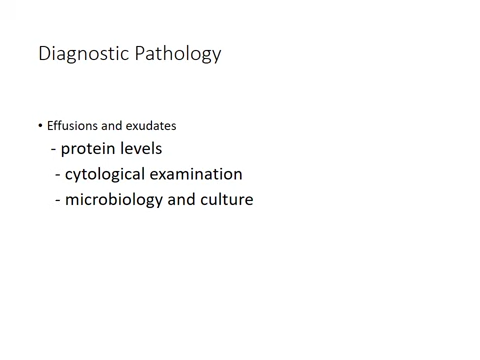 Diagnostic Pathology
• Effusions and exudates
- protein levels
- cytological examination
- microbiology and culture